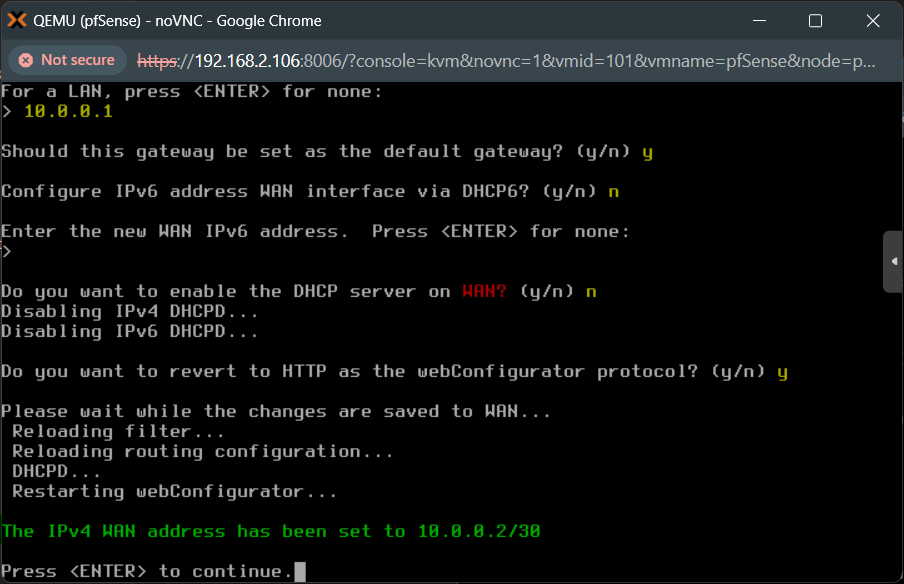 QEMU (pfSense) - noVNC - Google Chrome
Not secure https://192.168.2.106:8006/?console=kvm&novnc=1&vmid=101&vmname=pfSense&node=p...
For a LAN, press <ENTER> for none:
> 10.0.0.1
Should this gateway be set as the default gateway? (y/n) y
Configure IPv6 address WAN interface via DHCP6? (y/n) n
Enter the new WAN IPv6 address.  Press <ENTER> for none:
>
Do you want to enable the DHCP server on WAN? (y/n) n
Disabling IPv4 DHCPD...
Disabling IPv6 DHCPD...
Do you want to revert to HTTP as the webConfigurator protocol? (y/n) y
Please wait while the changes are saved to WAN...
Reloading filter...
Reloading routing configuration...
DHCPD...
Restarting webConfigurator...
The IPv4 WAN address has been set to 10.0.0.2/30
Press <ENTER> to continue.